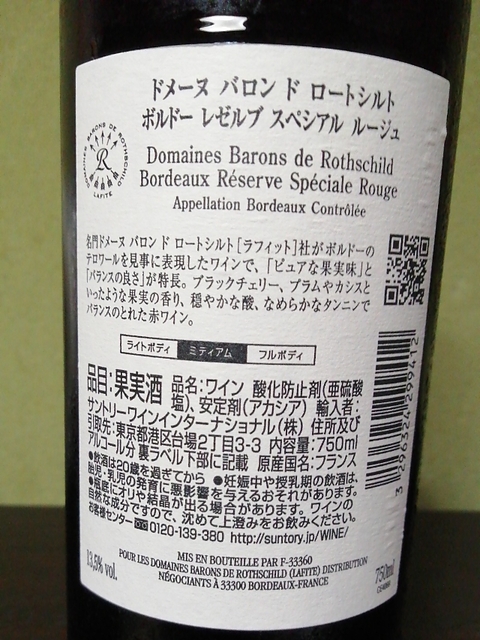 ドメーヌ バロン ド ロートシルト
ボルドー レゼルブ スペシアル ルージュ
DOMAINES BARONS DE ROTHSCHILD
R
LAFITE
Domaines Barons de Rothschild
Bordeaux Réserve Spéciale Rouge
Appellation Bordeaux Contrôlée
名門ドメーヌ バロン ド ロートシルト[ラフィット]社がボルドーの
テロワールを見事に表現したワインで、「ピュアな果実味」と
「バランスの良さ」が特長。ブラックチェリー、プラムやカシスと
いったような果実の香り、穏やかな酸、なめらかなタンニンで
バランスのとれた赤ワイン。
ライトボディ ミディアム フルボディ
品目:果実酒 品名:ワイン 酸化防止剤(亜硫酸
塩)、安定剤(アカシア) 輸入者:
サントリーワインインターナショナル(株) 住所及び
引取先:東京都港区台場2丁目3-3 内容量:750ml
アルコール分 裏ラベル下部に記載 原産国名:フランス
●飲酒は20歳を過ぎてから ●妊娠中や授乳期の飲酒は、
胎児・乳児の発育に悪影響を与えるおそれがあります。
●瓶底にオリや結晶が出る場合があります。ワインの
自然な成分ですので、沈めて上澄みをお飲みください。
お客様センター 0120-139-380 http://suntory.jp/WINE/
3 296324 299412
13,5% vol.
MIS EN BOUTEILLE PAR F-33360
POUR LES DOMAINES BARONS DE ROTHSCHILD (LAFITE) DISTRIBUTION
NÉGOCIANTS À 33300 BORDEAUX-FRANCE
750ml